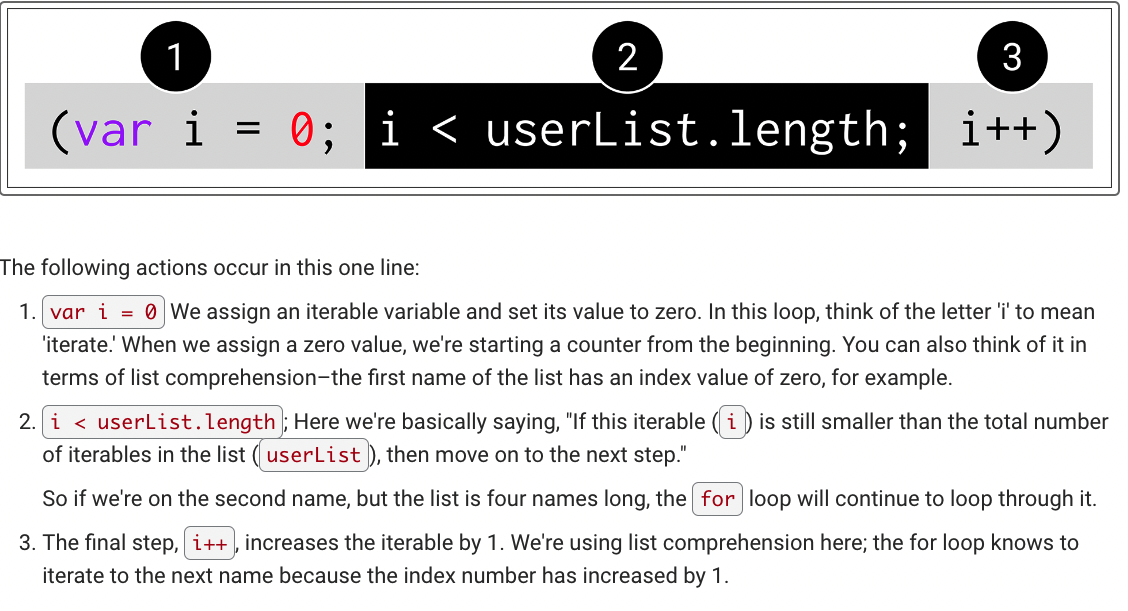 1 2 3
(var i = 0; i < userList.length; i++)
The following actions occur in this one line:
1. var i = 0 We assign an iterable variable and set its value to zero. In this loop, think of the letter 'i' to mean
'iterate.' When we assign a zero value, we're starting a counter from the beginning. You can also think of it in
terms of list comprehension–the first name of the list has an index value of zero, for example.
2. i < userList.length; Here we're basically saying, "If this iterable (i) is still smaller than the total number
of iterables in the list (userList), then move on to the next step."
So if we're on the second name, but the list is four names long, the for loop will continue to loop through it.
3. The final step, i++, increases the iterable by 1. We're using list comprehension here; the for loop knows to
iterate to the next name because the index number has increased by 1.